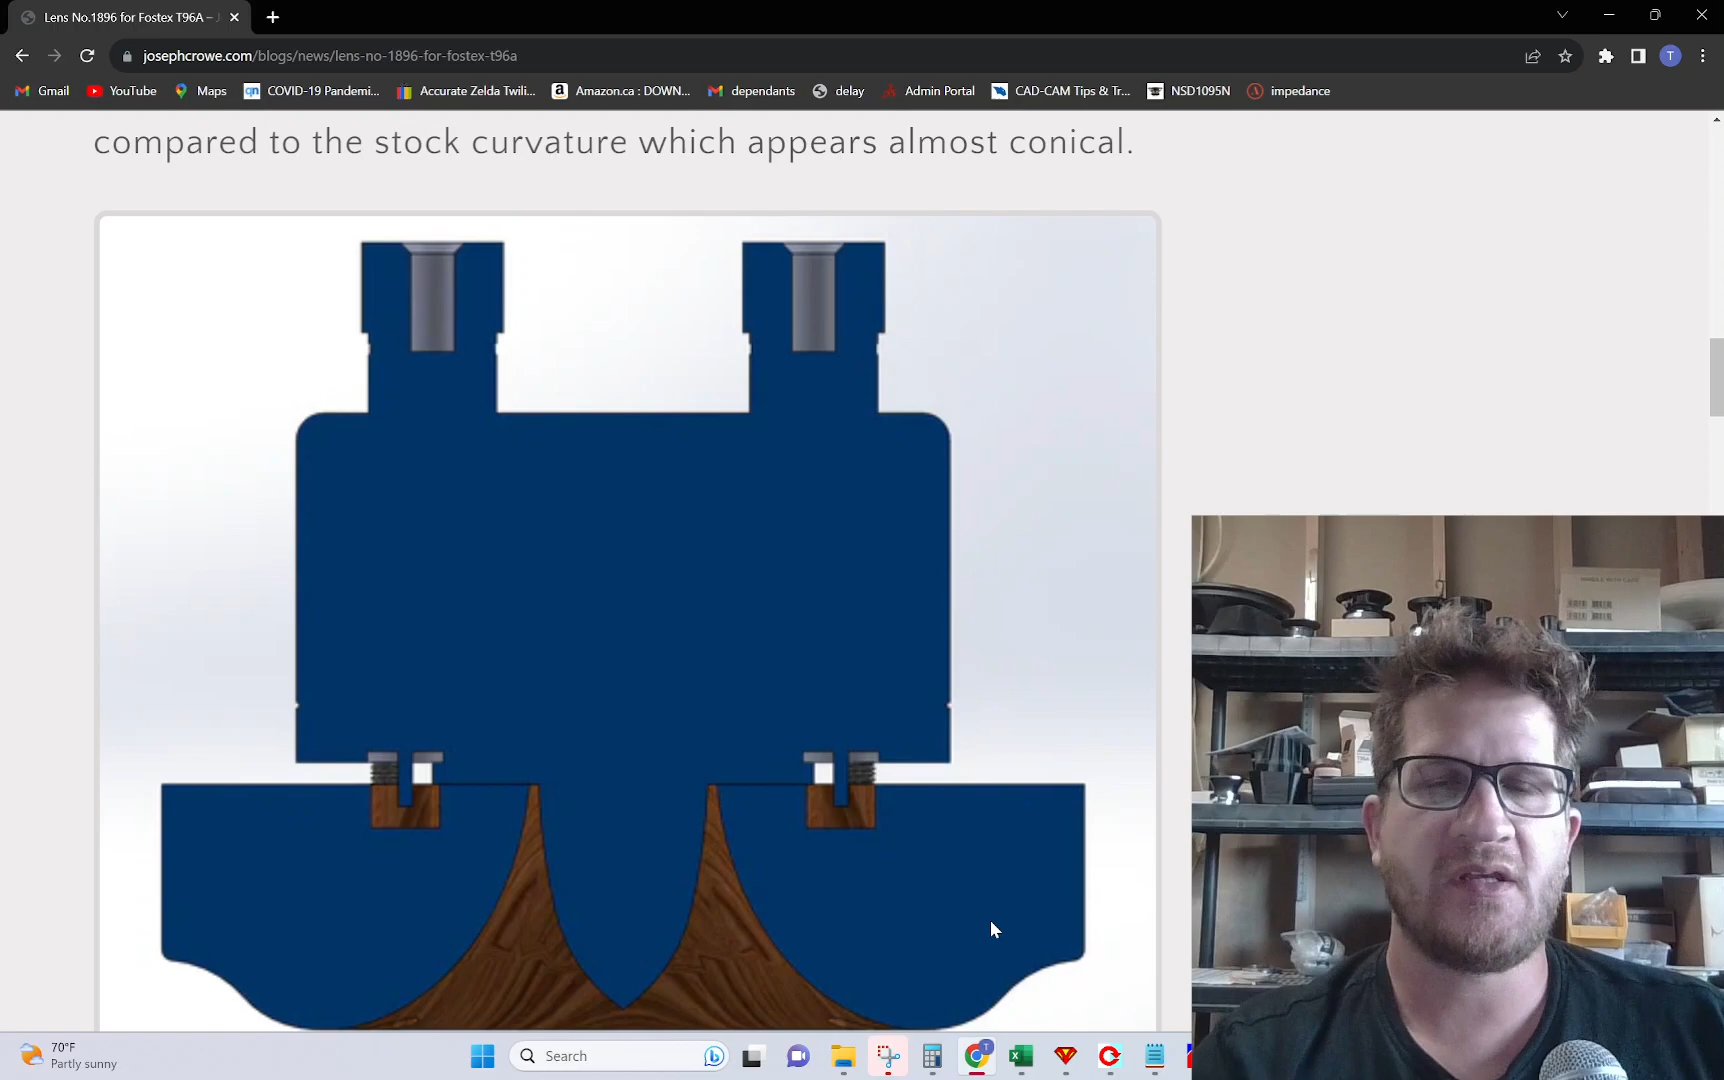 Lens No.1896 for Fostex T96A – J
josephcrowe.com/blogs/news/lens-no-1896-for-fostex-t96a
T
Gmail
YouTube
Maps
COVID-19 Pandemi...
Accurate Zelda Twili...
Amazon.ca : DOWN...
dependants
delay
Admin Portal
CAD-CAM Tips & Tr...
NSD1095N
impedance
compared to the stock curvature which appears almost conical.
70°F
Partly sunny
Search